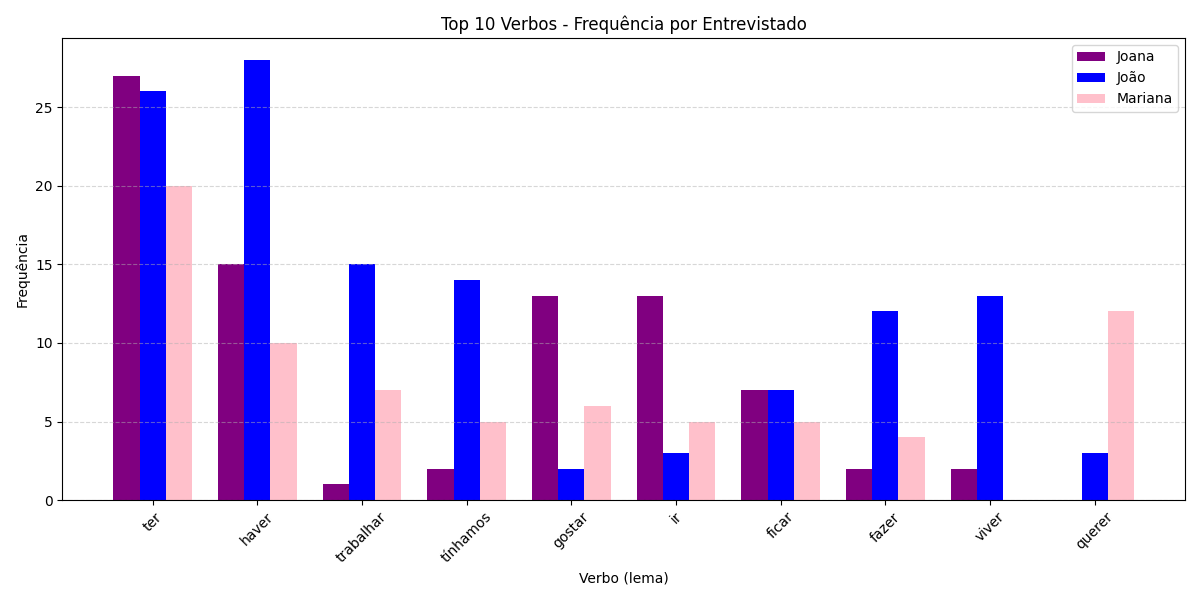 Top 10 Verbos - Frequência por Entrevistado
Joana
João
Mariana
Frequência
25
20
15
10
5
0
ter
haver
trabalhar
tínhamos
gostar
ir
ficar
fazer
viver
querer
Verbo (lema)